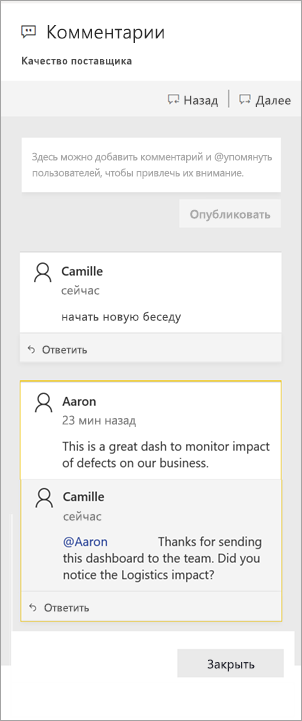 Комментарии
Качество поставщика
Назад
Далее
Здесь можно добавить комментарий и @упомянуть
пользователей, чтобы привлечь их внимание.
Опубликовать
Camille
сейчас
начать новую беседу
Ответить
Aaron
23 мин назад
This is a great dash to monitor impact
of defects on our business.
Camille
сейчас
@Aaron Thanks for sending
this dashboard to the team. Did you
notice the Logistics impact?
Ответить
Закрыть